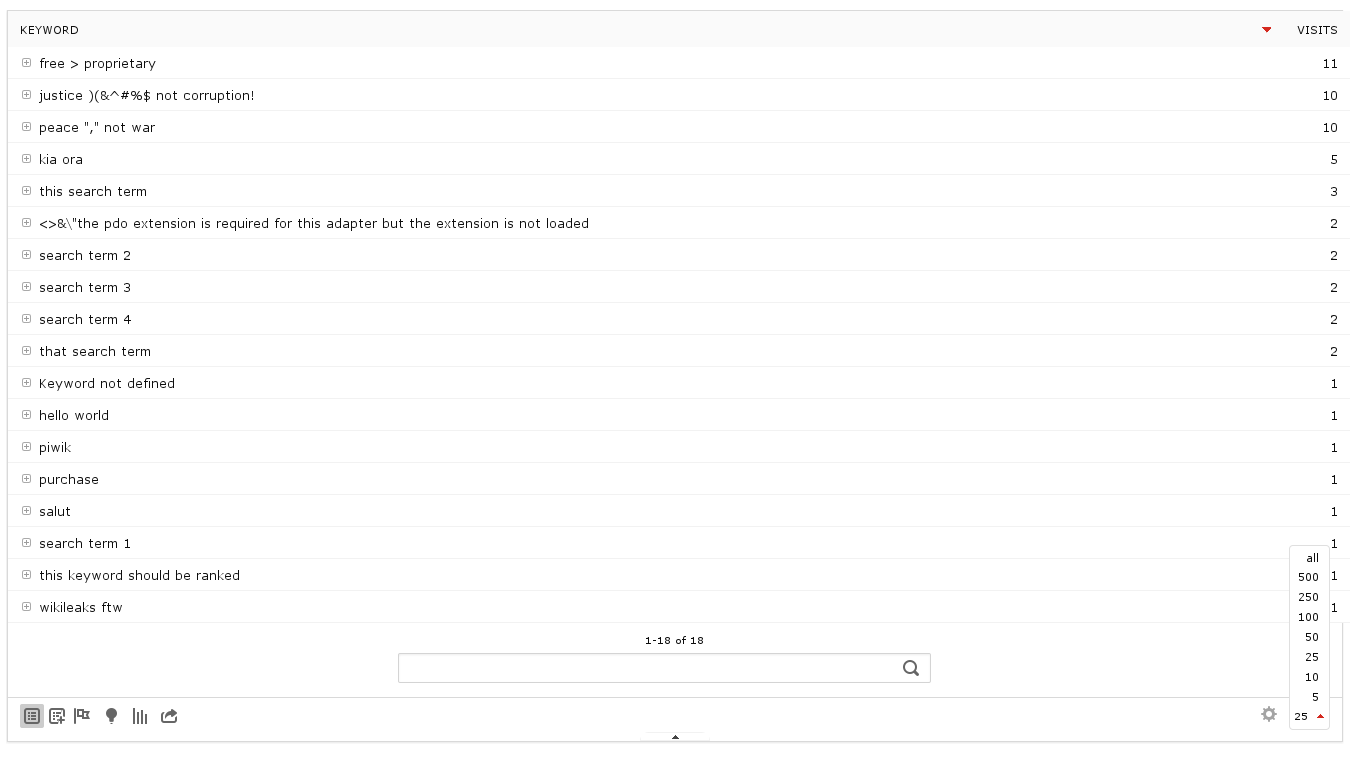 KEYWORD VISITS
free > proprietary 11
justice )(&^#%$ not corruption! 10
peace "," not war 10
kia ora 5
this search term 3
<>&\"the pdo extension is required for this adapter but the extension is not loaded 2
search term 2 2
search term 3 2
search term 4 2
that search term 2
Keyword not defined 1
hello world 1
piwik 1
purchase 1
salut 1
search term 1 1
this keyword should be ranked 1
wikileaks ftw 1
1-18 of 18
all
500
250
100
50
25
10
5
25